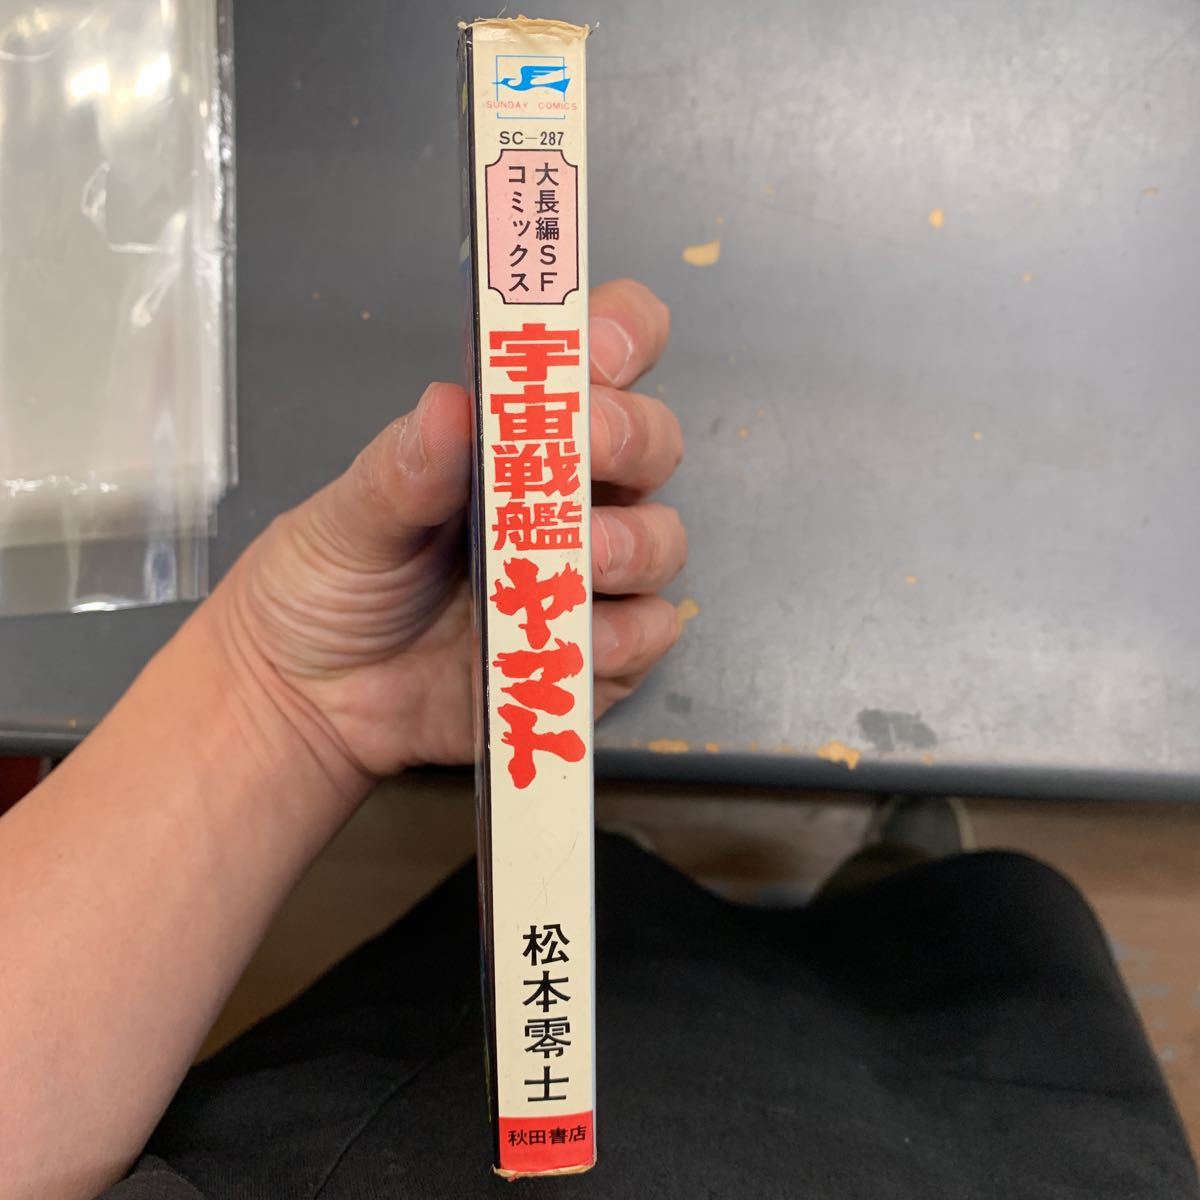 SUNDAY COMICS
SC-287
大長編SF
コミックス
宇宙戦艦ヤマト
松本零士
秋田書店